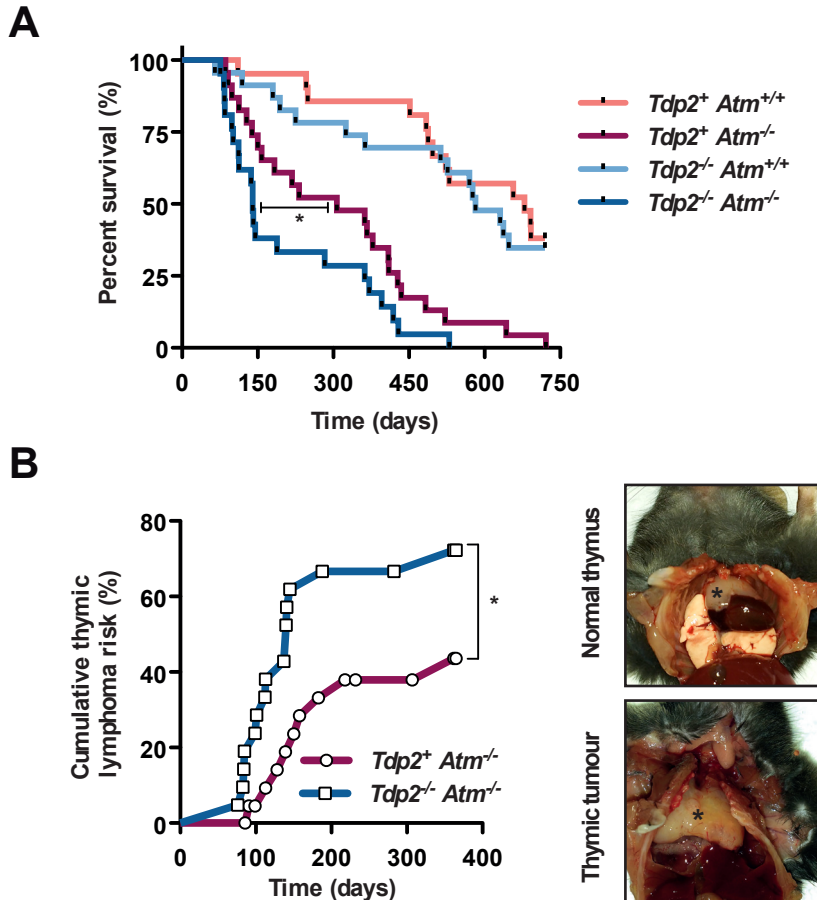 A
Percent survival (%)
100
75
50
25
0
*
0 150 300 450 600 750
Time (days)
Tdp2+ Atm+/+
Tdp2+ Atm-/-
Tdp2-/- Atm+/+
Tdp2-/- Atm-/-
B
Cumulative thymic
lymphoma risk (%)
80
60
40
20
0
*
Tdp2+ Atm-/-
Tdp2-/- Atm-/-
0 100 200 300 400
Time (days)
Normal thymus
*
Thymic tumour
*